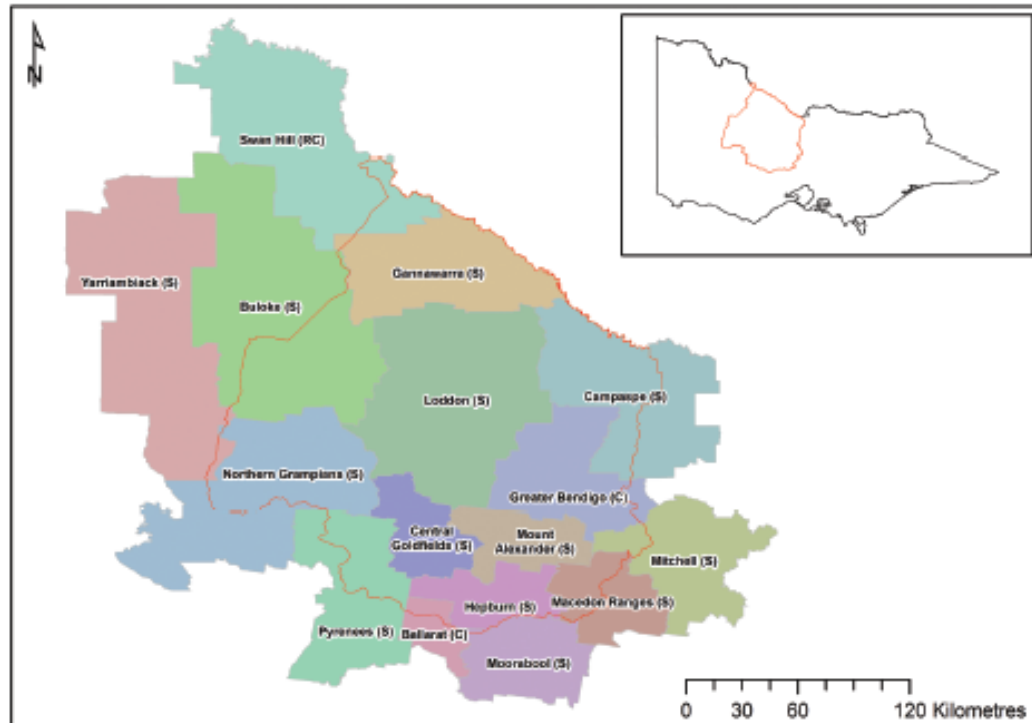 N
Swan Hill (RC)
Yarriambiack (S)
Gannawarra (S)
Buloke (S)
Loddon (S)
Campaspe (S)
Northern Grampians (S)
Greater Bendigo (C)
Central
Goldfields (S)
Mount
Alexander (S)
Mitchell (S)
Hepburn (S)
Macedon Ranges (S)
Pyrenees (S)
Ballarat (C)
Moorabool (S)
0 30 60 120 Kilometres